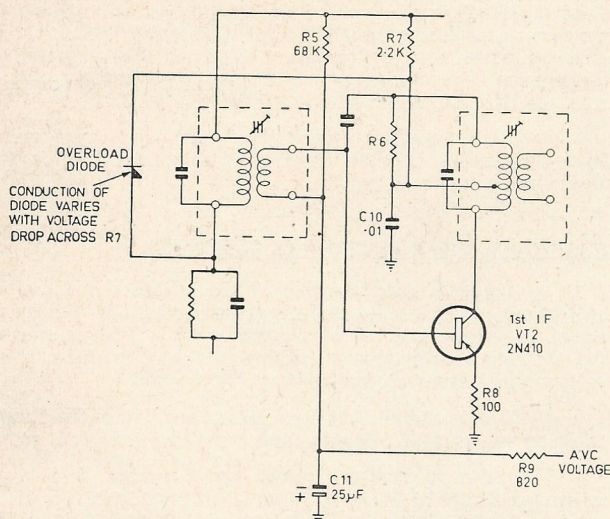 R5
68K
R7
2.2K
OVERLOAD
DIODE
CONDUCTION OF
DIODE VARIES
WITH VOLTAGE
DROP ACROSS R7
R6
C10
.01
1st IF
VT2
2N410
R8
100
AVC
VOLTAGE
R9
820
C11
25µF